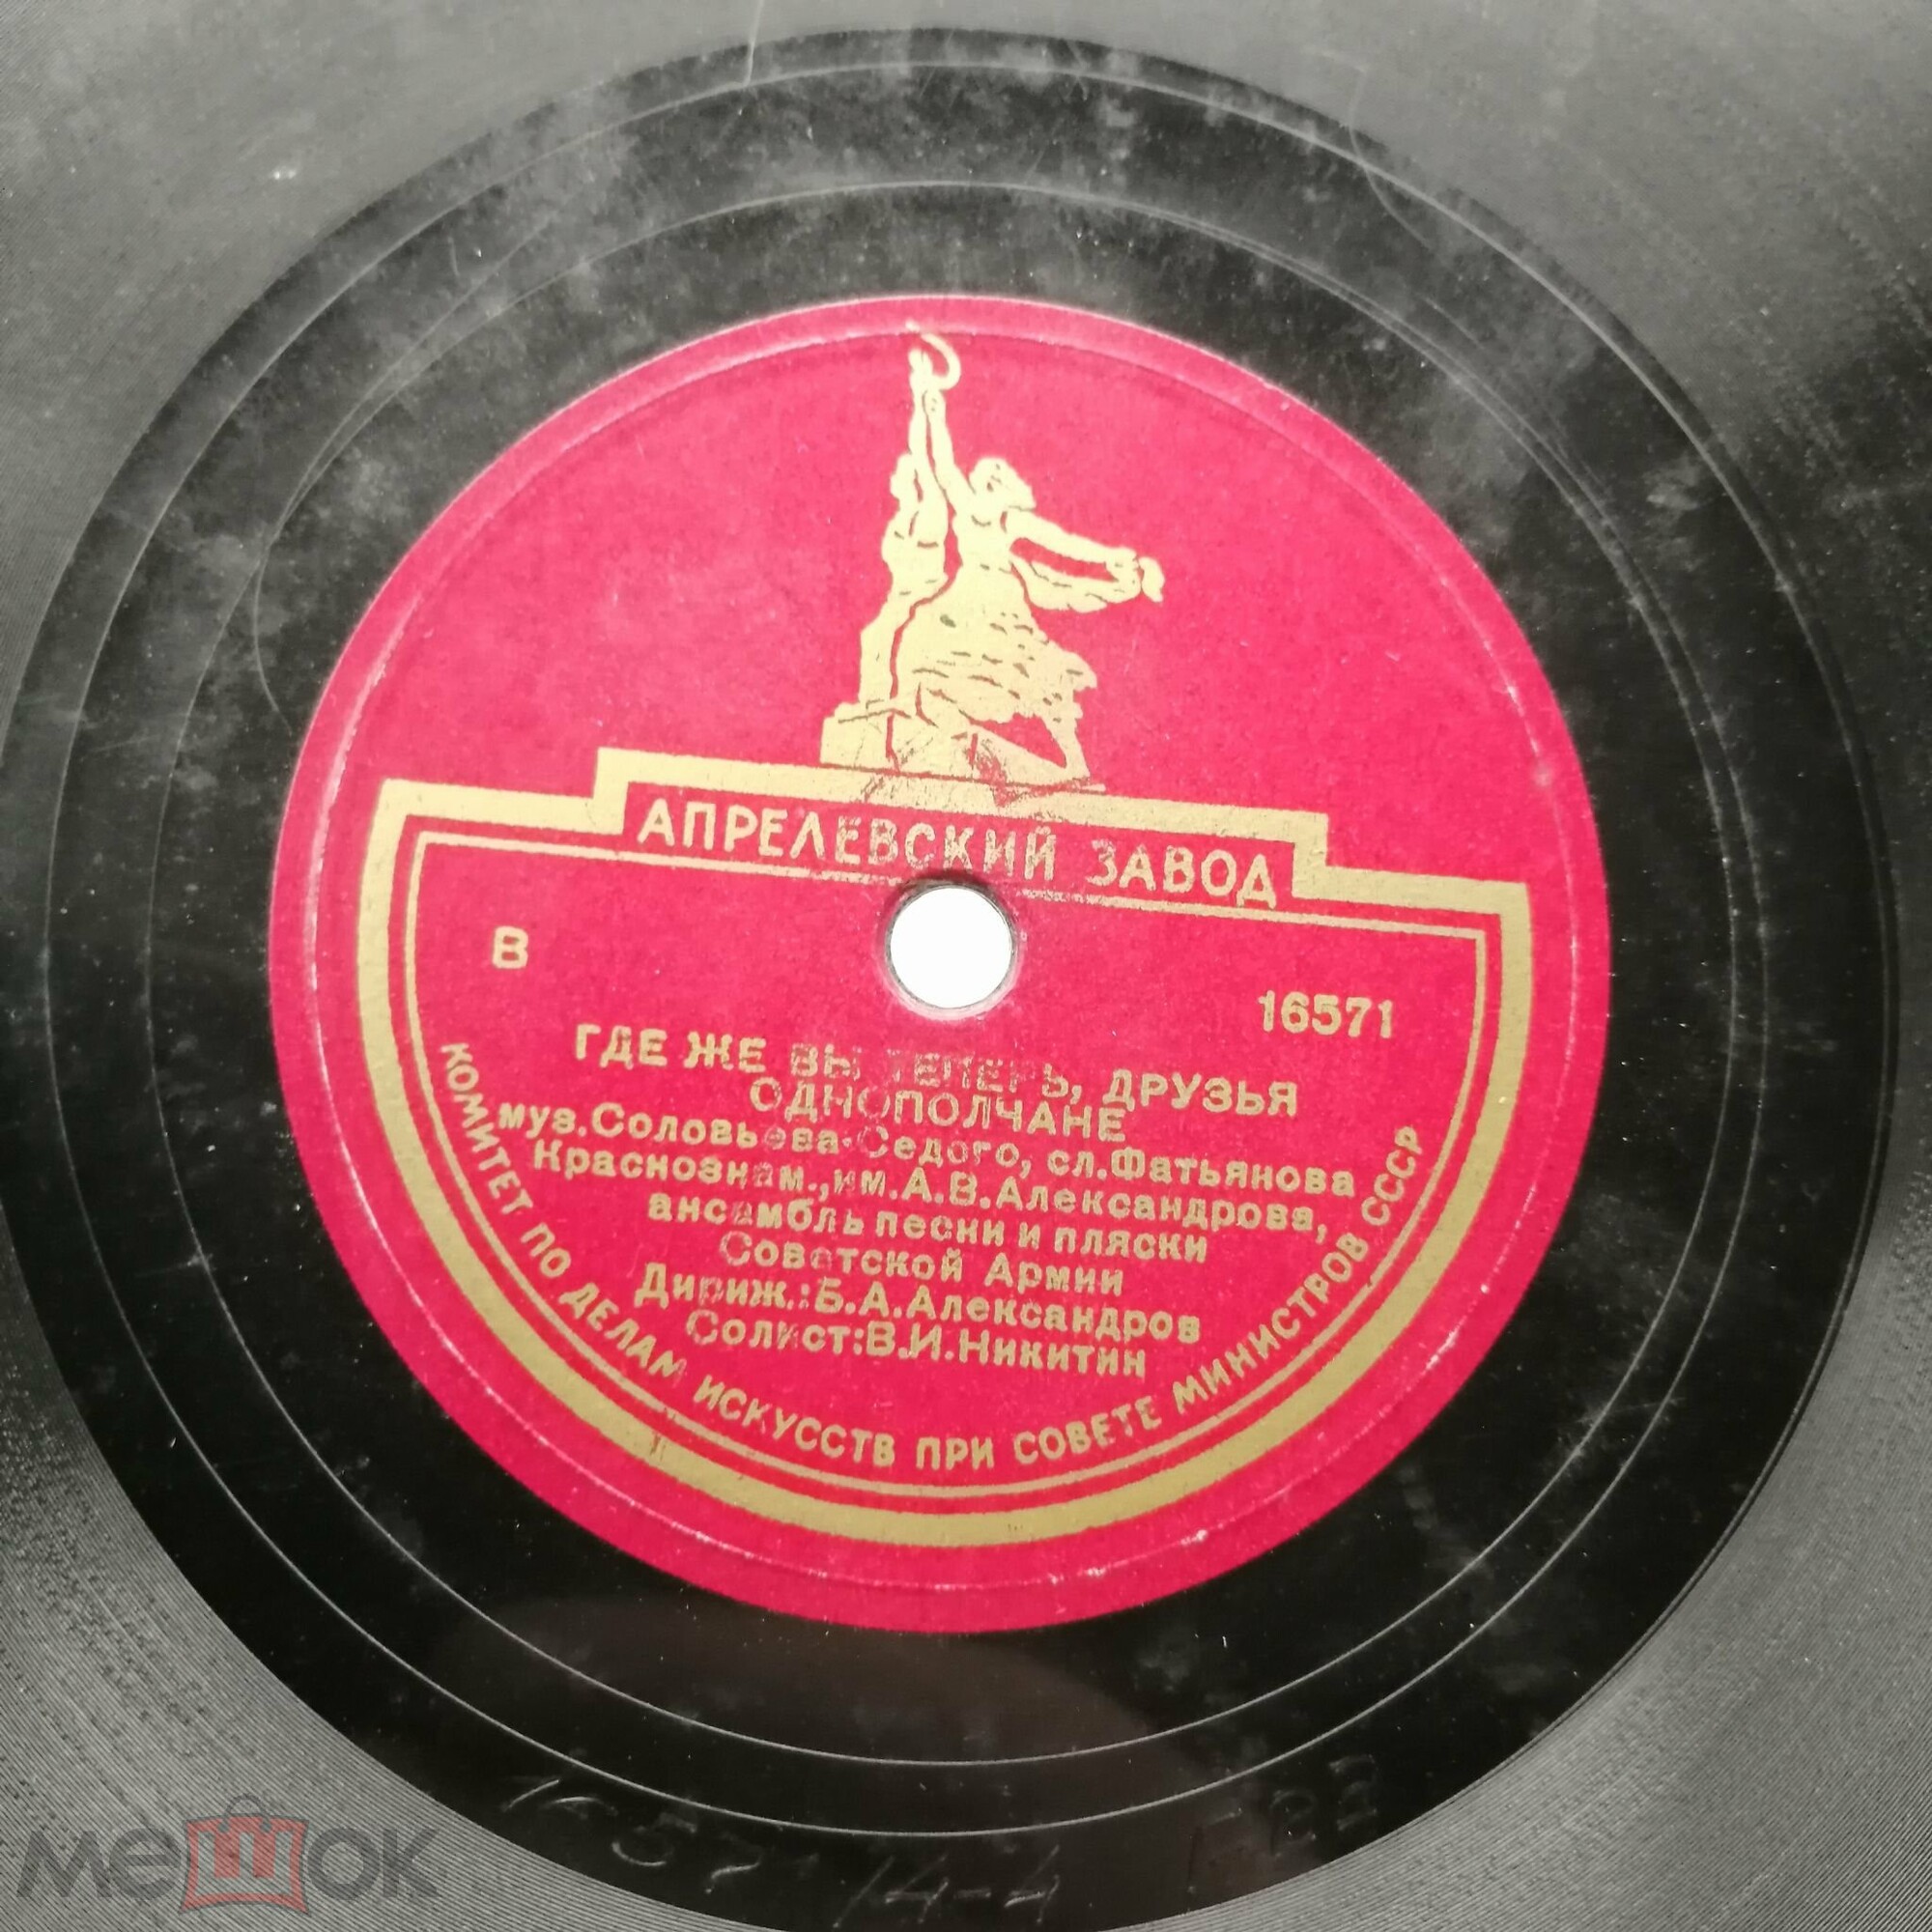 АПРЕЛЕВСКИЙ ЗАВОД
В
16571
ГДЕ ЖЕ ВЫ ТЕПЕРЬ, ДРУЗЬЯ
ОДНОПОЛЧАНЕ
муз.Соловьева-Седого, сл.Фатьянова
Краснознам.,им.А.В.Александрова,
ансамбль песни и пляски
Советской Армии
Дириж.:Б.А.Александров
Солист:В.И.Никитин
КОМИТЕТ ПО ДЕЛАМ ИСКУССТВ ПРИ СОВЕТЕ МИНИСТРОВ СССР
мешок